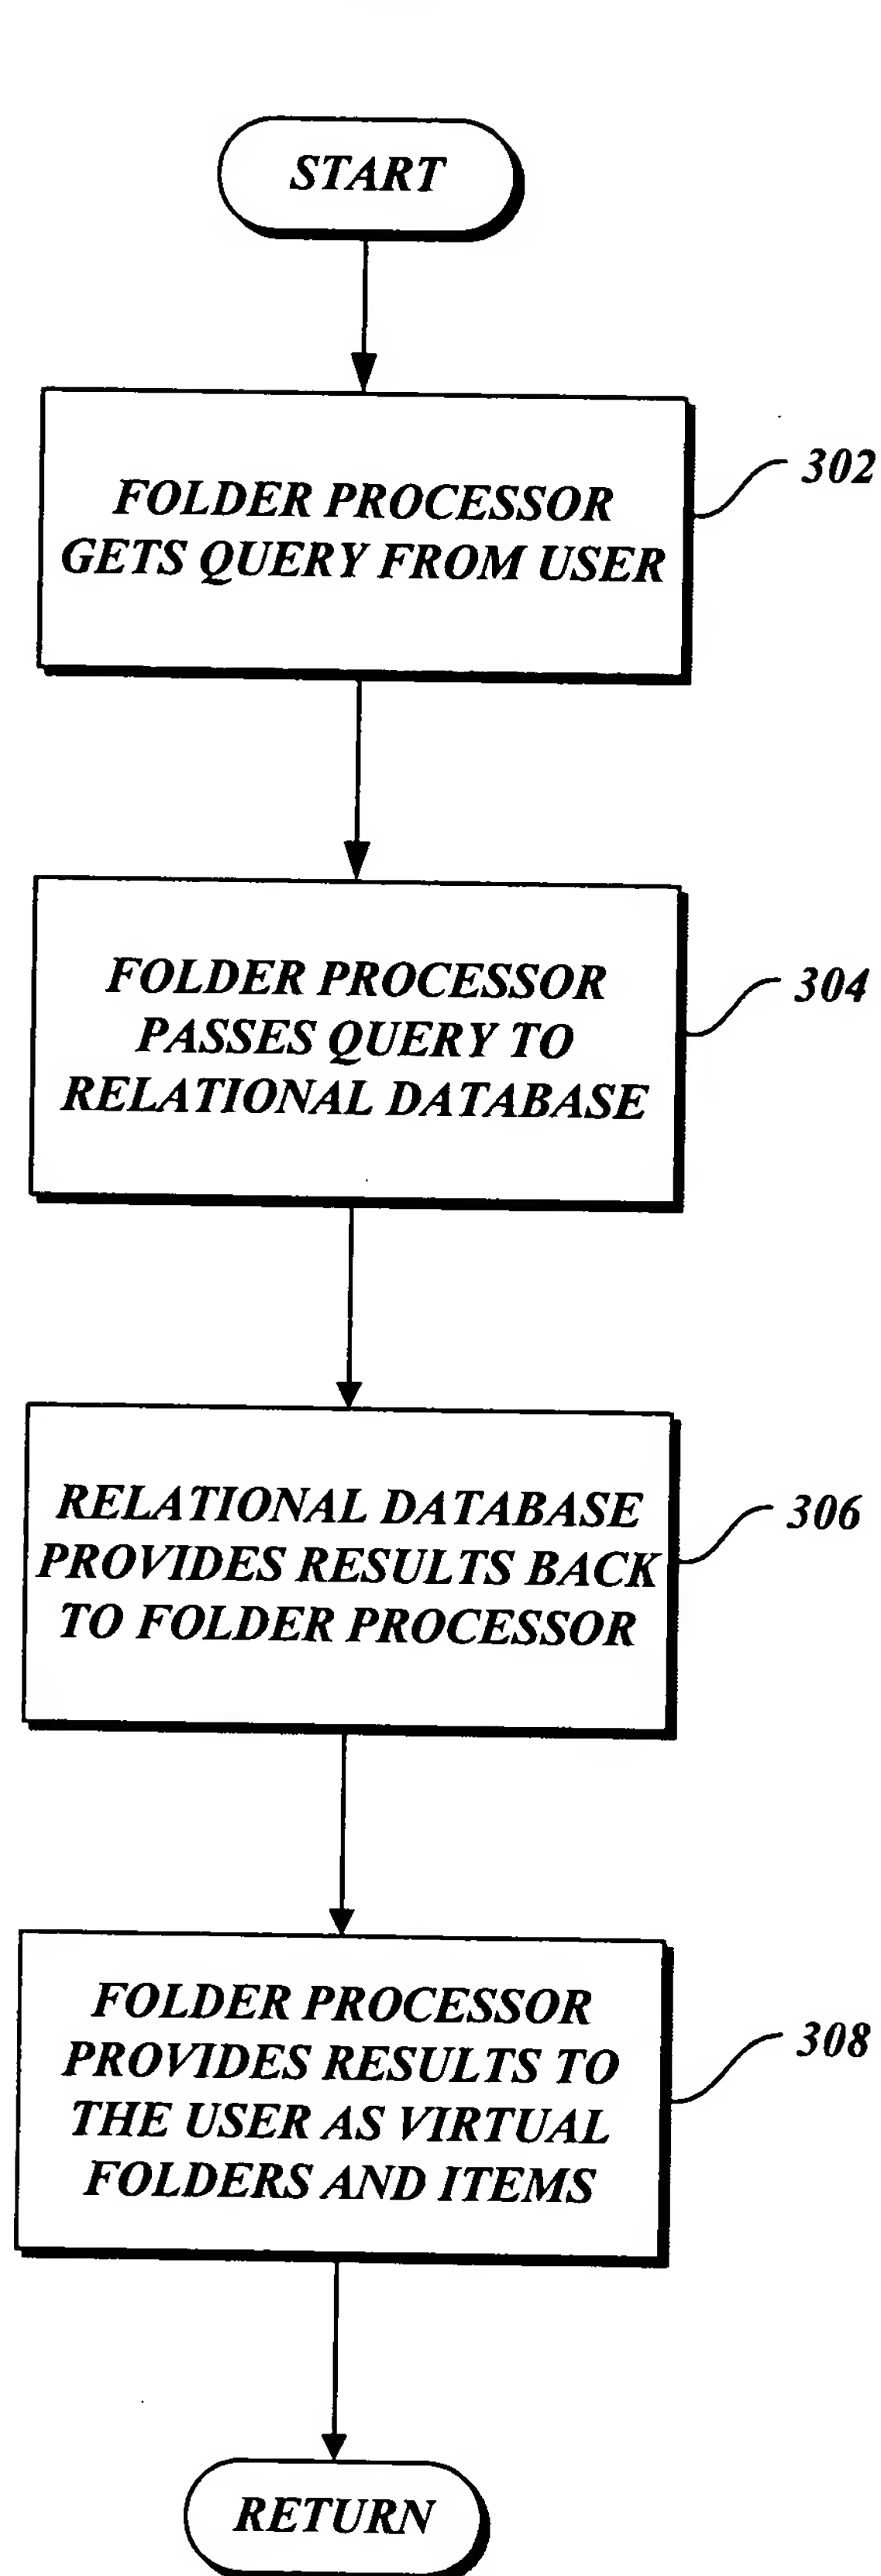 START
FOLDER PROCESSOR
GETS QUERY FROM USER
302
FOLDER PROCESSOR
PASSES QUERY TO
RELATIONAL DATABASE
304
RELATIONAL DATABASE
PROVIDES RESULTS BACK
TO FOLDER PROCESSOR
306
FOLDER PROCESSOR
PROVIDES RESULTS TO
THE USER AS VIRTUAL
FOLDERS AND ITEMS
308
RETURN